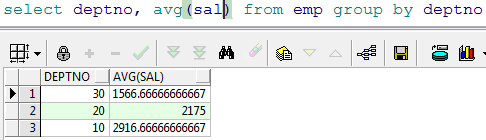 select deptno, avg(sal) from emp group by deptno
DEPTNO AVG(SAL)
1 30 1566.66666666667
2 20 2175
3 10 2916.66666666667